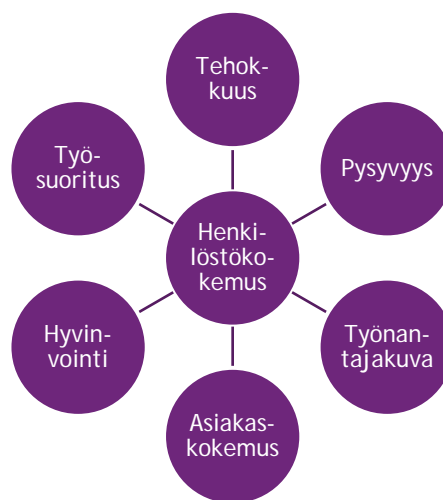 Tehok-
kuus
Työ-
suoritus
Pysyvyys
Henki-
löstöko-
kemus
Hyvin-
vointi
Työnan-
tajakuva
Asiakas-
kokemus